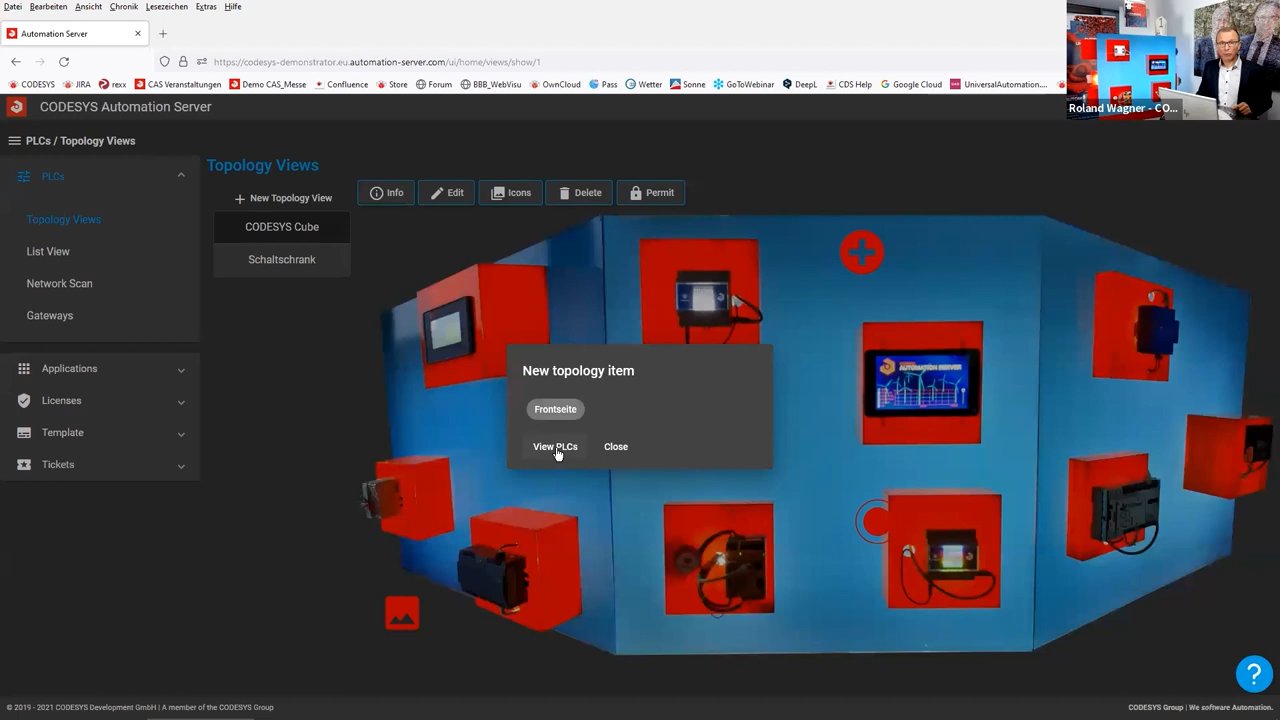 Datei Bearbeiten Ansicht Chronik Lesezeichen Extras Hilfe
Automation Server
https://codesys-demonstrator.eu.automation-server.com/ui/home/views/show/1
CODESYS JIRA rexx CAS Veranstaltungen Demo CAS_Messe Confluence Store Forum BBB_WebVisu OwnCloud Pass Wetter Sonne GoToWebinar DeepL CDS Help Google Cloud UniversalAutomation....
Roland Wagner - CO...
CODESYS Automation Server
PLCs / Topology Views
PLCs
Topology Views
List View
Network Scan
Gateways
Applications
Licenses
Template
Tickets
Topology Views
New Topology View
CODESYS Cube
Schaltschrank
Info Edit Icons Delete Permit
AUTOMATION SERVER
New topology item
Frontseite
View PLCs Close
?
© 2019 - 2021 CODESYS Development GmbH | A member of the CODESYS Group
CODESYS Group | We software Automation.